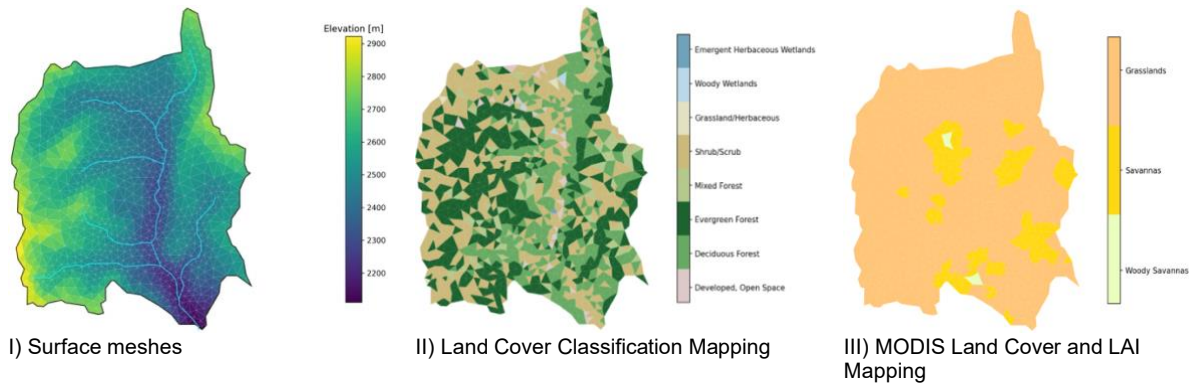 Elevation [m]
2900
2800
2700
2600
2500
2400
2300
2200
I) Surface meshes
Emergent Herbaceous Wetlands
Woody Wetlands
Grassland/Herbaceous
Shrub/Scrub
Mixed Forest
Evergreen Forest
Deciduous Forest
Developed, Open Space
II) Land Cover Classification Mapping
Grasslands
Savannas
Woody Savannas
III) MODIS Land Cover and LAI
Mapping